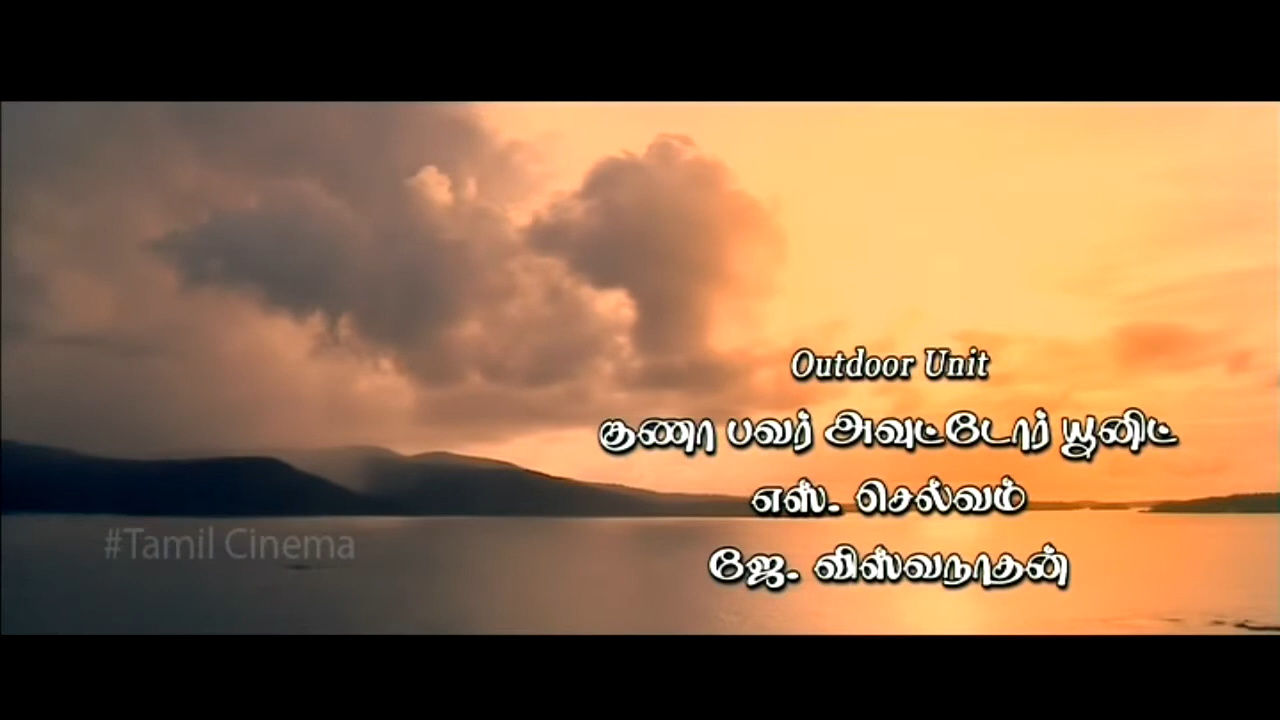 Outdoor Unit
குணா பவர் அவுட்டோர் யூனிட்
எஸ். செல்வம்
#Tamil Cinema
ஜே. விஸ்வநாதன்